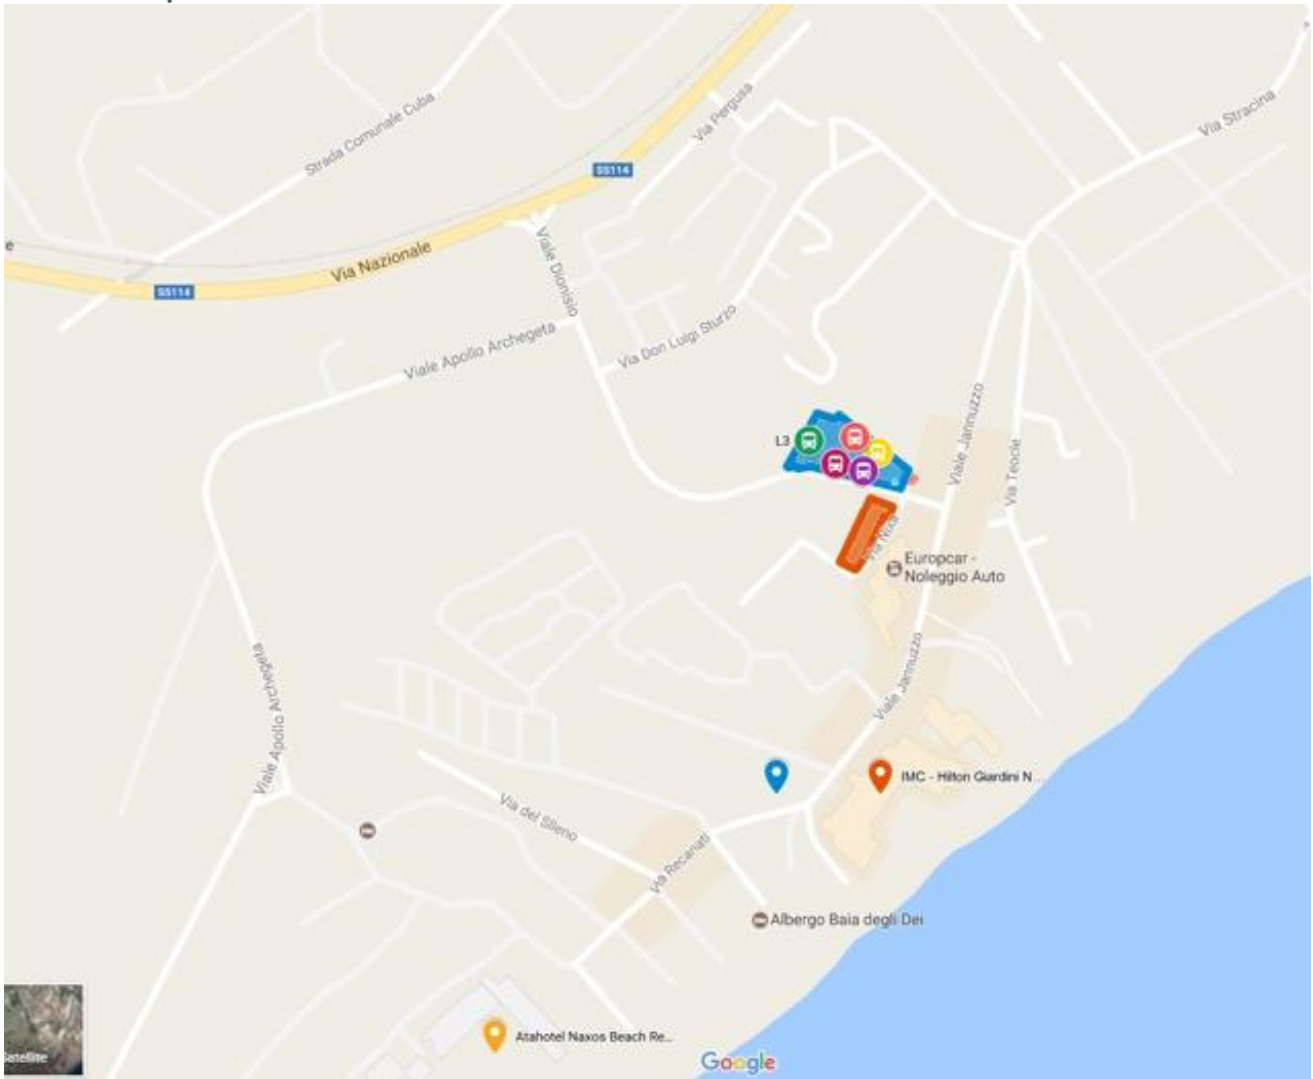 Strada Comunale Cuba
Via Pergusa
Via Stracina
SS114
e
Via Nazionale
SS114
Viale Dionisio
Viale Apollo Archegeta
Via Don Luigi Sturzo
L3
Viale Jannuzzo
Via Teocle
Europcar -
Noleggio Auto
Viale Apollo Archegeta
Viale Jannuzzo
IMC - Hilton Giardini N...
Via del Sileno
Via Recanati
Albergo Baia degli Dei
Atahotel Naxos Beach Re...
Satellite
Google